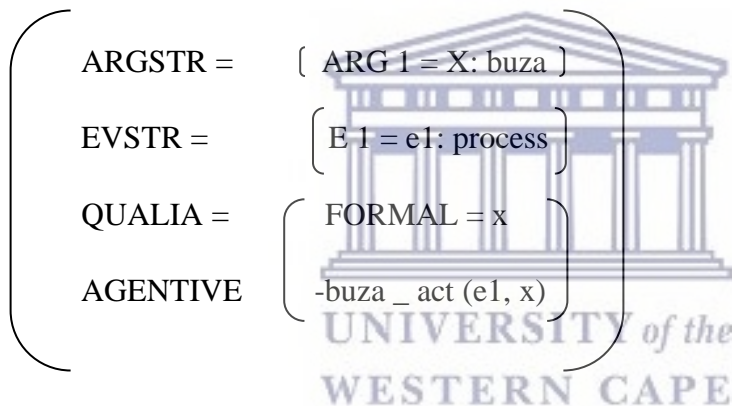 ARGSTR = [ ARG 1 = X: buza ]
EVSTR = E 1 = e1: process
QUALIA = FORMAL = x
AGENTIVE -buza _ act (e1, x)
UNIVERSITY of the
WESTERN CAPE